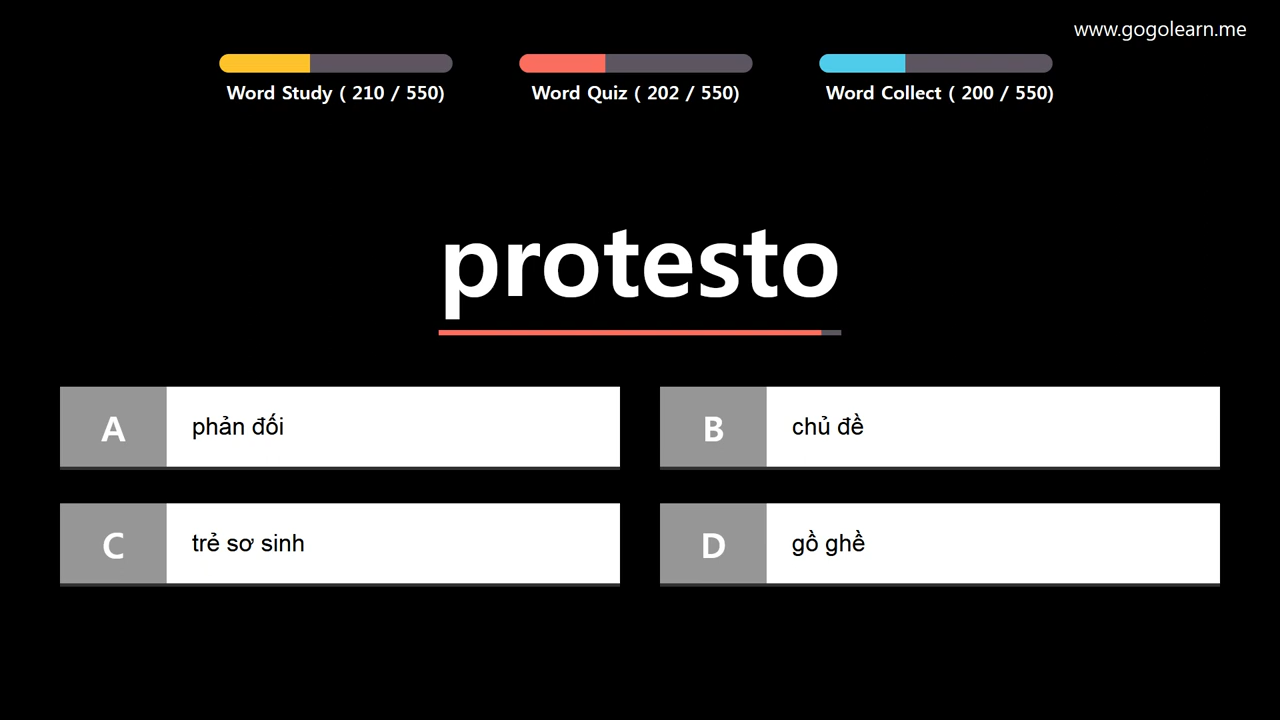 www.gogolearn.me
Word Study ( 210 / 550)
Word Quiz ( 202 / 550)
Word Collect ( 200 / 550)
protesto
A phản đối
B chủ đề
C trẻ sơ sinh
D gồ ghề